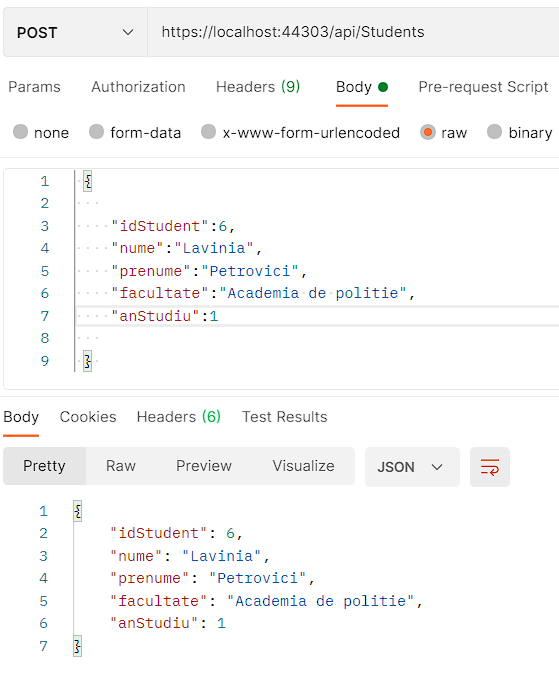 POST https://localhost:44303/api/Students
Params Authorization Headers (9) Body Pre-request Script
none form-data x-www-form-urlencoded raw binary
1 {
2
3 "idStudent":6,
4 "nume":"Lavinia",
5 "prenume":"Petrovici",
6 "facultate":"Academia de politie",
7 "anStudiu":1
8
9 }
Body Cookies Headers (6) Test Results
Pretty Raw Preview Visualize JSON
1 {
2 "idStudent": 6,
3 "nume": "Lavinia",
4 "prenume": "Petrovici",
5 "facultate": "Academia de politie",
6 "anStudiu": 1
7 }